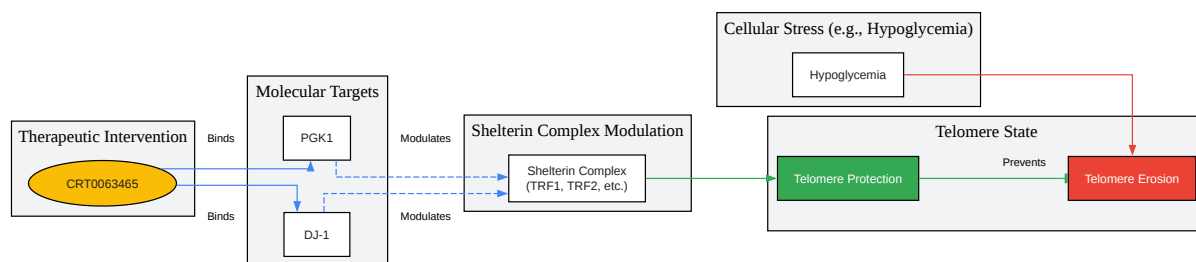 Cellular Stress (e.g., Hypoglycemia)
Hypoglycemia
Molecular Targets
PGK1
DJ-1
Therapeutic Intervention
CRT0063465
Binds
Binds
Modulates
Modulates
Shelterin Complex Modulation
Shelterin Complex
(TRF1, TRF2, etc.)
Telomere State
Telomere Protection
Prevents
Telomere Erosion